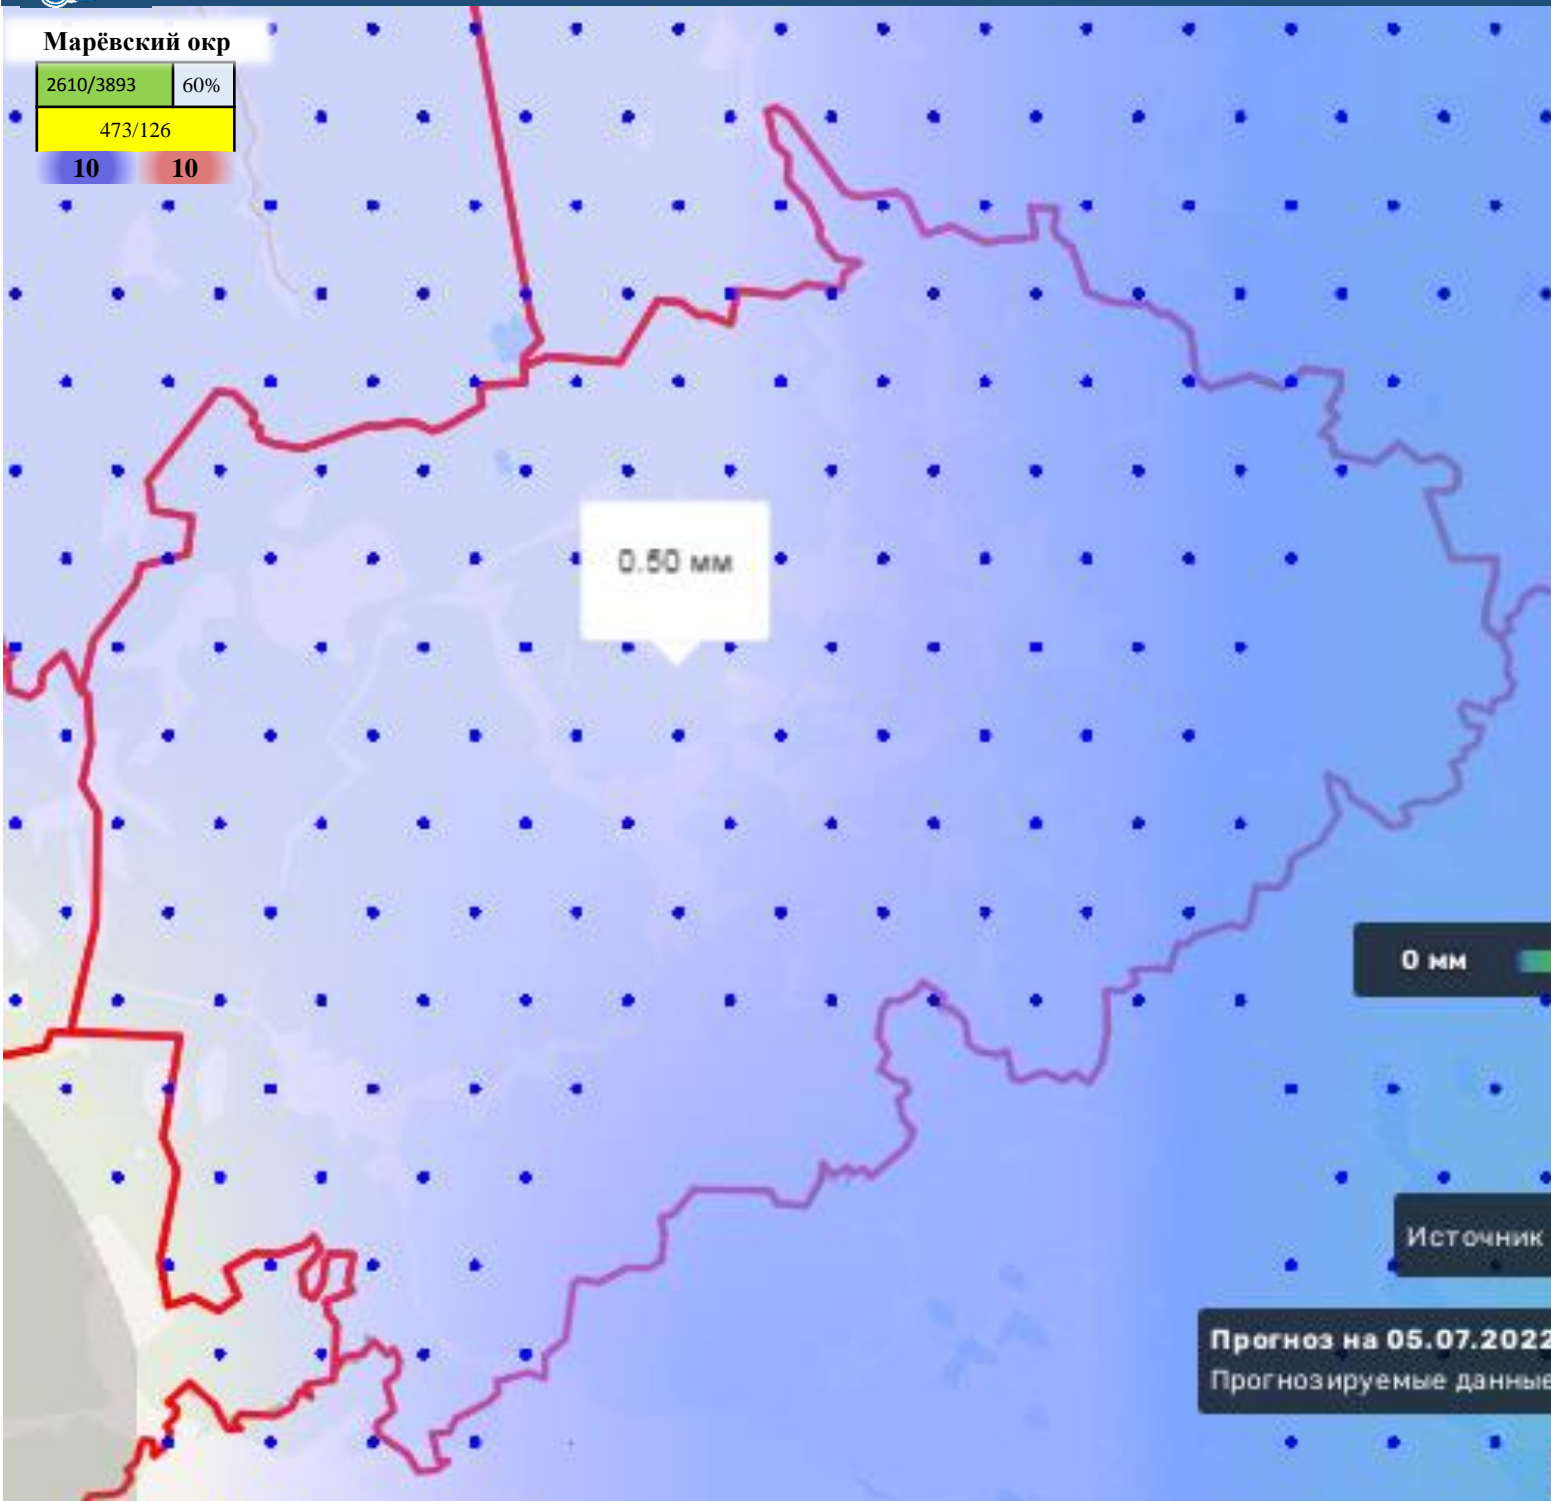 Марёвский окр
2610/3893 60%
473/126
10 10
0.50 мм
0 мм
Источник
Прогноз на 05.07.2022
Прогнозируемые данные